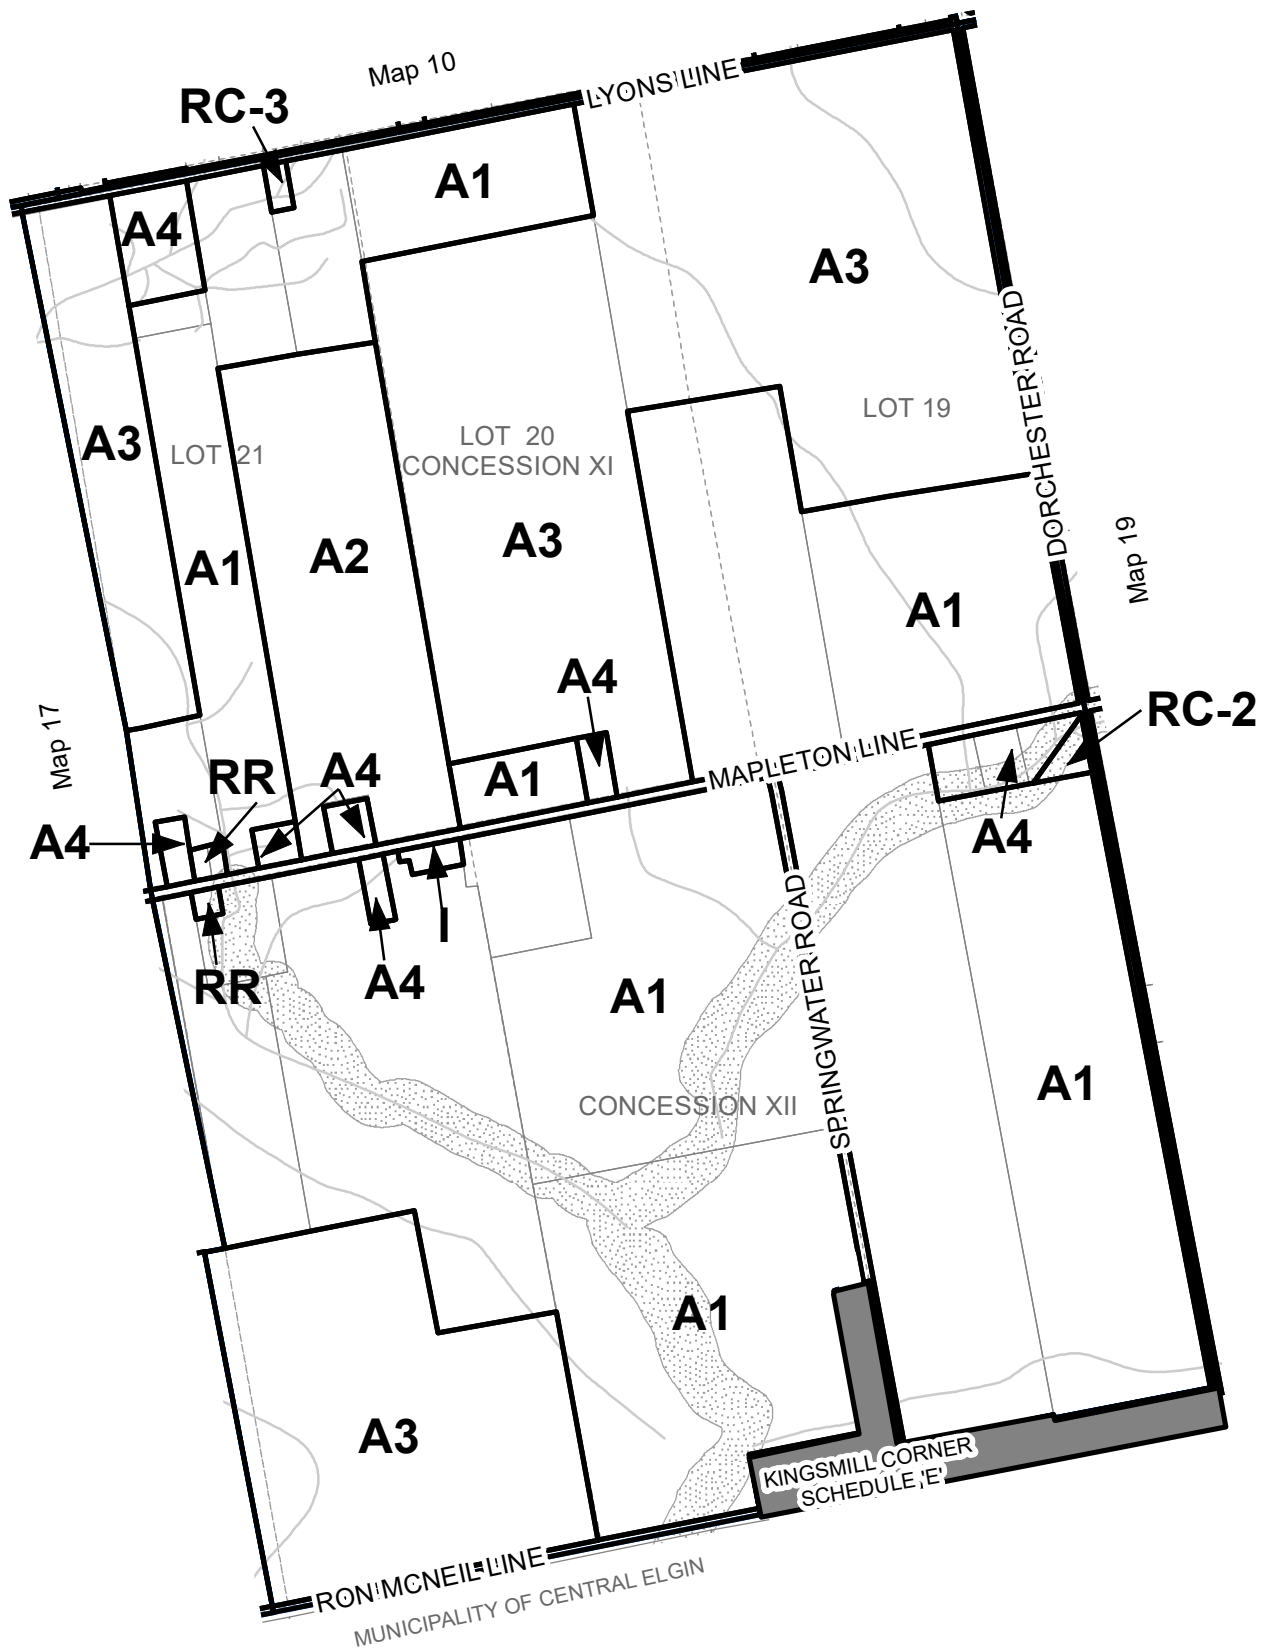 Map 10
LYONS LINE
RC-3
A1
A4
A3
A3
LOT 19
LOT 20
CONCESSION XI
LOT 21
DORCHESTER ROAD
A1
A2
A3
Map 19
A1
A4
RC-2
Map 17
MAPLETON LINE
RR
A4
A1
A4
A4
I
RR
A4
A1
SPRINGWATER ROAD
A1
CONCESSION XII
A1
A3
KINGSMILL CORNER
SCHEDULE 'E'
RON MCNEIL LINE
MUNICIPALITY OF CENTRAL ELGIN